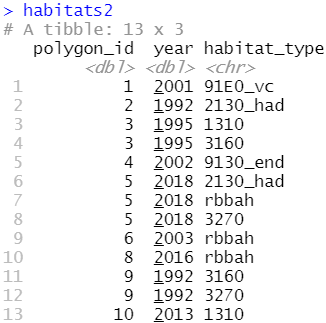 > habitats2
# A tibble: 13 x 3
polygon_id year habitat_type
<dbl> <dbl> <chr>
1 1 2001 91E0_vc
2 2 1992 2130_had
3 3 1995 1310
4 3 1995 3160
5 4 2002 9130_end
6 5 2018 2130_had
7 5 2018 rbbah
8 5 2018 3270
9 6 2003 rbbah
10 8 2016 rbbah
11 9 1992 3160
12 9 1992 3270
13 10 2013 1310